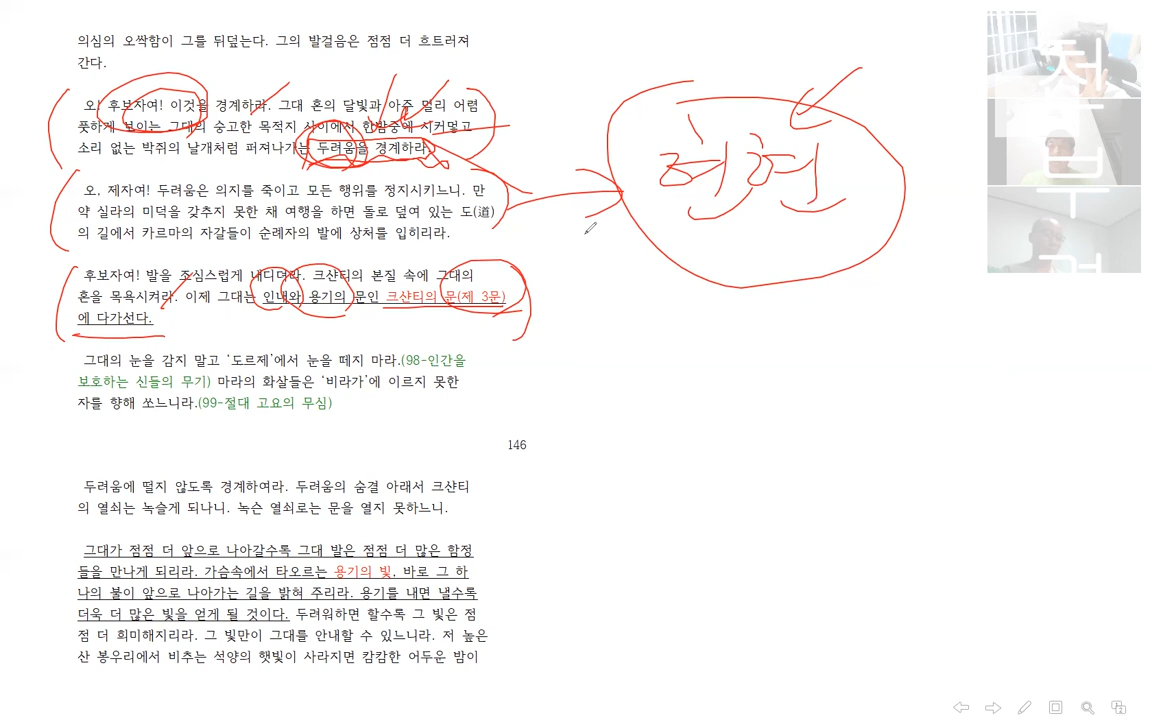 의심의 오싹함이 그를 뒤덮는다. 그의 발걸음은 점점 더 흐트러져
간다.
오! 후보자여! 이것을 경계하라. 그대 혼의 달빛과 아주 멀리 어렴
풋하게 보이는 그대의 숭고한 목적지 사이에서 한밤중에 시커멓고
소리 없는 박쥐의 날개처럼 퍼져나가는 두려움을 경계하라.
오, 제자여! 두려움은 의지를 죽이고 모든 행위를 정지시키느니. 만
약 실라의 미덕을 갖추지 못한 채 여행을 하면 돌로 덮여 있는 도(道)
의 길에서 카르마의 자갈들이 순례자의 발에 상처를 입히리라.
후보자여! 발을 조심스럽게 내디뎌라. 크샨티의 본질 속에 그대의
혼을 목욕시켜라. 이제 그대는 인내와 용기의 문인 크샨티의 문(제 3문)
에 다가선다.
그대의 눈을 감지 말고 '도르제'에서 눈을 떼지 마라.(98-인간을
보호하는 신들의 무기) 마라의 화살들은 '비라가'에 이르지 못한
자를 향해 쏘느니라.(99-절대 고요의 무심)
146
두려움에 떨지 않도록 경계하여라. 두려움의 숨결 아래서 크샨티
의 열쇠는 녹슬게 되나니. 녹슨 열쇠로는 문을 열지 못하느니.
그대가 점점 더 앞으로 나아갈수록 그대 발은 점점 더 많은 함정
들을 만나게 되리라. 가슴속에서 타오르는 용기의 빛. 바로 그 하
나의 불이 앞으로 나아가는 길을 밝혀 주리라. 용기를 내면 낼수록
더욱 더 많은 빛을 얻게 될 것이다. 두려워하면 할수록 그 빛은 점
점 더 희미해지리라. 그 빛만이 그대를 안내할 수 있느니라. 저 높은
산 봉우리에서 비추는 석양의 햇빛이 사라지면 캄캄한 어두운 밤이